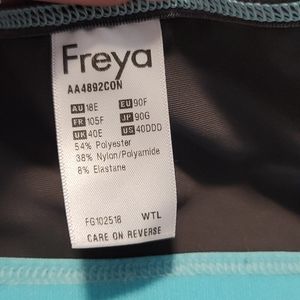 Freya
AA4892CON
AU 18E EU 90F
FR 105F JP 90G
UK 40E US 40DDD
54% Polyester
38% Nylon/Polyamide
8% Elastane
FG102518 WTL
CARE ON REVERSE